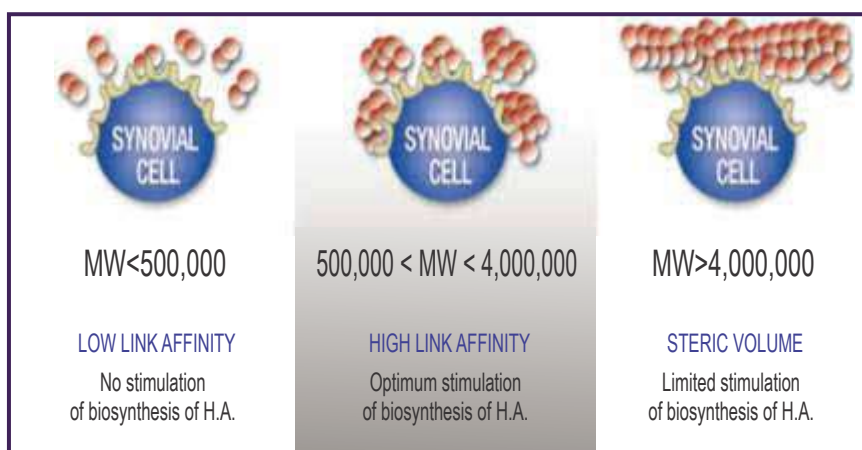 SYNOVIAL
CELL
MW<500,000
LOW LINK AFFINITY
No stimulation
of biosynthesis of H.A.
SYNOVIAL
CELL
500,000 < MW < 4,000,000
HIGH LINK AFFINITY
Optimum stimulation
of biosynthesis of H.A.
SYNOVIAL
CELL
MW>4,000,000
STERIC VOLUME
Limited stimulation
of biosynthesis of H.A.